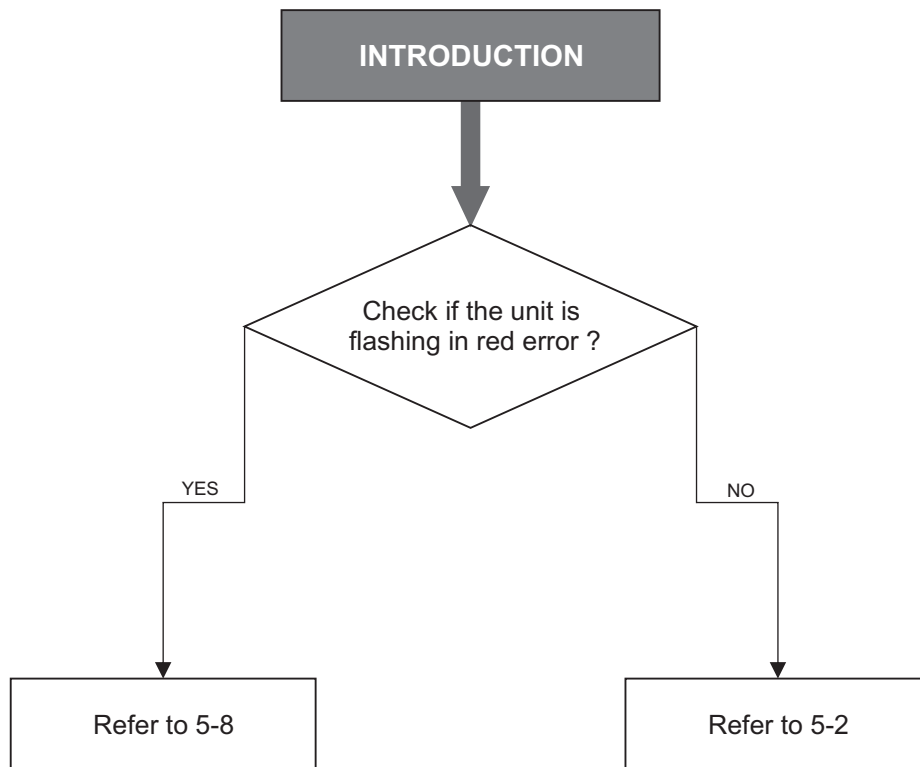 INTRODUCTION
Check if the unit is
flashing in red error ?
YES
NO
Refer to 5-8
Refer to 5-2